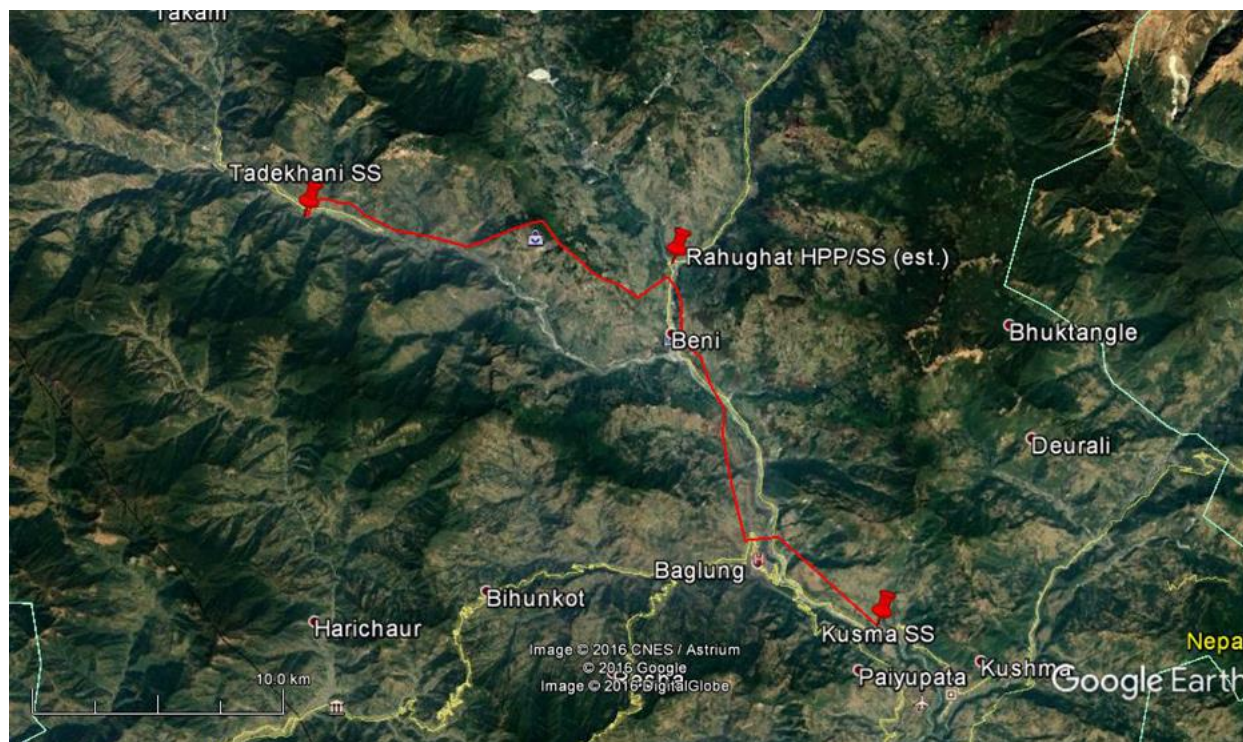 Takam
Tadekhani SS
Rahughat HPP/SS (est.)
Beni
Bhuktangle
Deurali
Baglung
Bihunkot
Harichaur
Kusma SS
Nepa
Image © 2016 CNES / Astrium
© 2016 Google
Image © 2016 DigitalGlobe
10.0 km
Paiyupata
Kushma
Google Earth